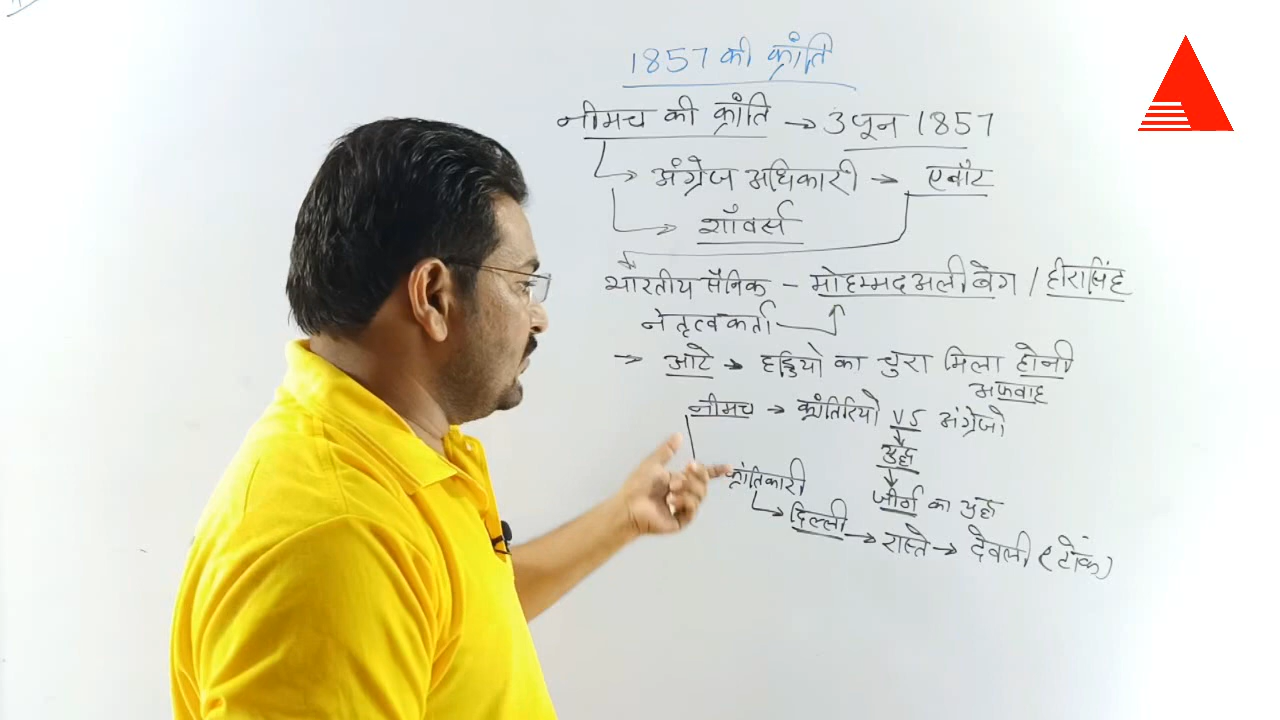 1857 की क्रांति
नीमच की क्रांति → 3 जून 1857
अंग्रेज अधिकारी → एबॉट
शॉवर्स
भारतीय सैनिक - मोहम्मद अली बेग / हीरासिंह
नेतृत्वकर्ता
→ आटे → हड्डियो का चुरा मिला होनी
अफवाह
नीमच → क्रांतिरियो VS अंग्रेजो
युद्ध
क्रांतिकारी
जीर्ण का युद्ध
दिल्ली → रास्ते → देवली (टोंक)